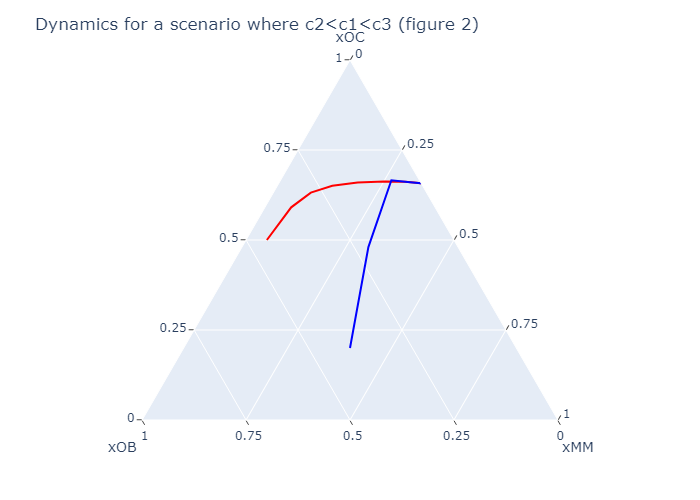 Dynamics for a scenario where c2<c1<c3 (figure 2)
xOC
1 0
0.75 0.25
0.5 0.5
0.25 0.75
0 1
1 0.75 0.5 0.25 0
xOB xMM